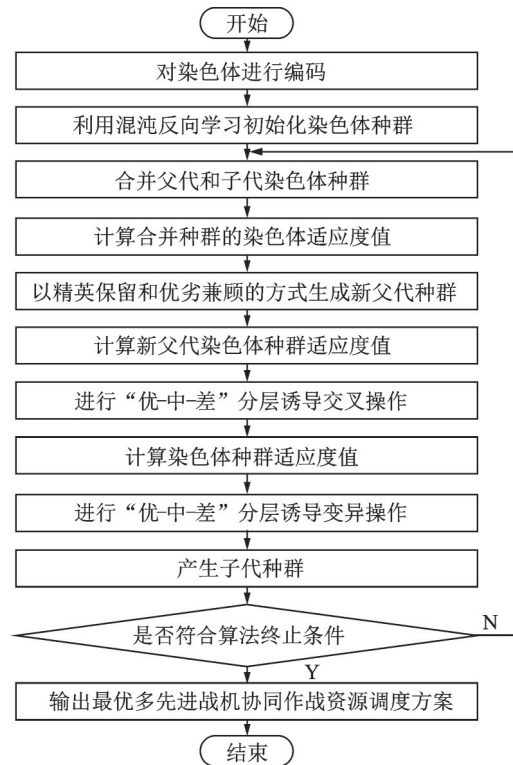 开始
对染色体进行编码
利用混沌反向学习初始化染色体种群
合并父代和子代染色体种群
计算合并种群的染色体适应度值
以精英保留和优劣兼顾的方式生成新父代种群
计算新父代染色体种群适应度值
进行“优-中-差”分层诱导交叉操作
计算染色体种群适应度值
进行“优-中-差”分层诱导变异操作
产生子代种群
是否符合算法终止条件
N
Y
输出最优多先进战机协同作战资源调度方案
结束